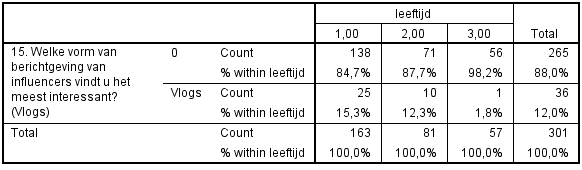 leeftijd
1,00 2,00 3,00 Total
15. Welke vorm van berichtgeving van influencers vindt u het meest interessant? (Vlogs) 0 Count 138 71 56 265
% within leeftijd 84,7% 87,7% 98,2% 88,0%
Vlogs Count 25 10 1 36
% within leeftijd 15,3% 12,3% 1,8% 12,0%
Total Count 163 81 57 301
% within leeftijd 100,0% 100,0% 100,0% 100,0%